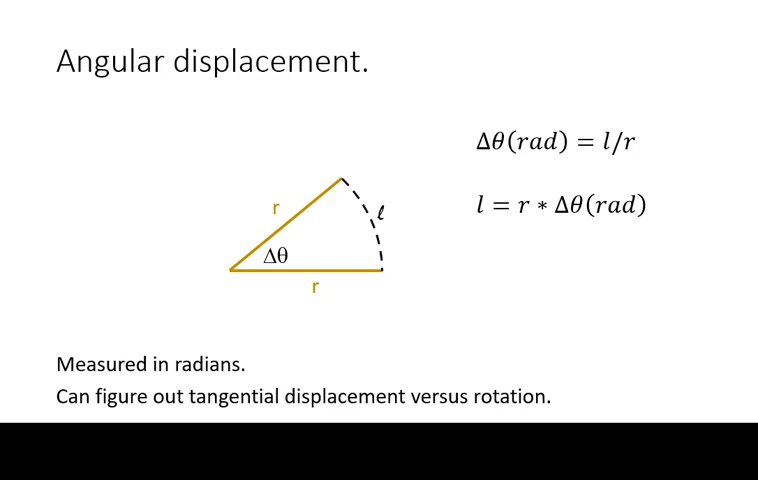 Angular displacement.
Δθ(rad) = l/r
l = r * Δθ(rad)
r
ℓ
Δθ
r
Measured in radians.
Can figure out tangential displacement versus rotation.